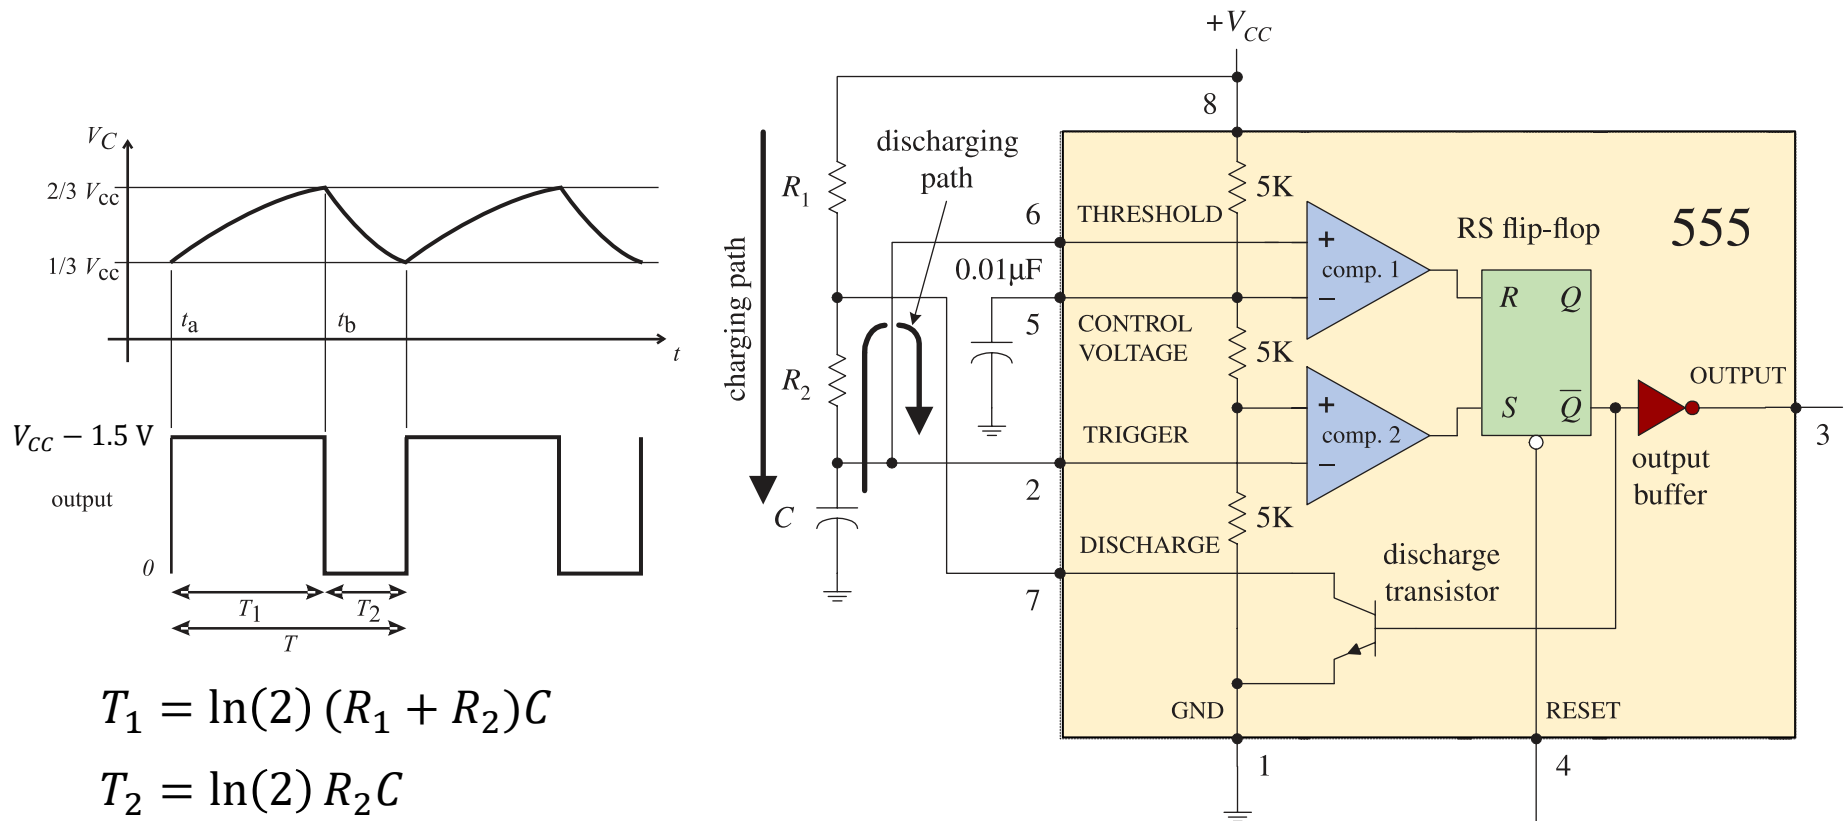 V_C
2/3 V_cc
1/3 V_cc
t_a
t_b
t
V_CC − 1.5 V
output
0
T_1
T_2
T
T_1 = ln(2) (R_1 + R_2)C
T_2 = ln(2) R_2C
+V_CC
8
discharging
path
charging path
R_1
R_2
C
6
0.01µF
5
2
7
THRESHOLD
CONTROL
VOLTAGE
TRIGGER
DISCHARGE
5K
5K
5K
+
comp. 1
−
+
comp. 2
−
RS flip-flop
555
R Q
S Q̅
OUTPUT
3
output
buffer
discharge
transistor
GND
RESET
1
4